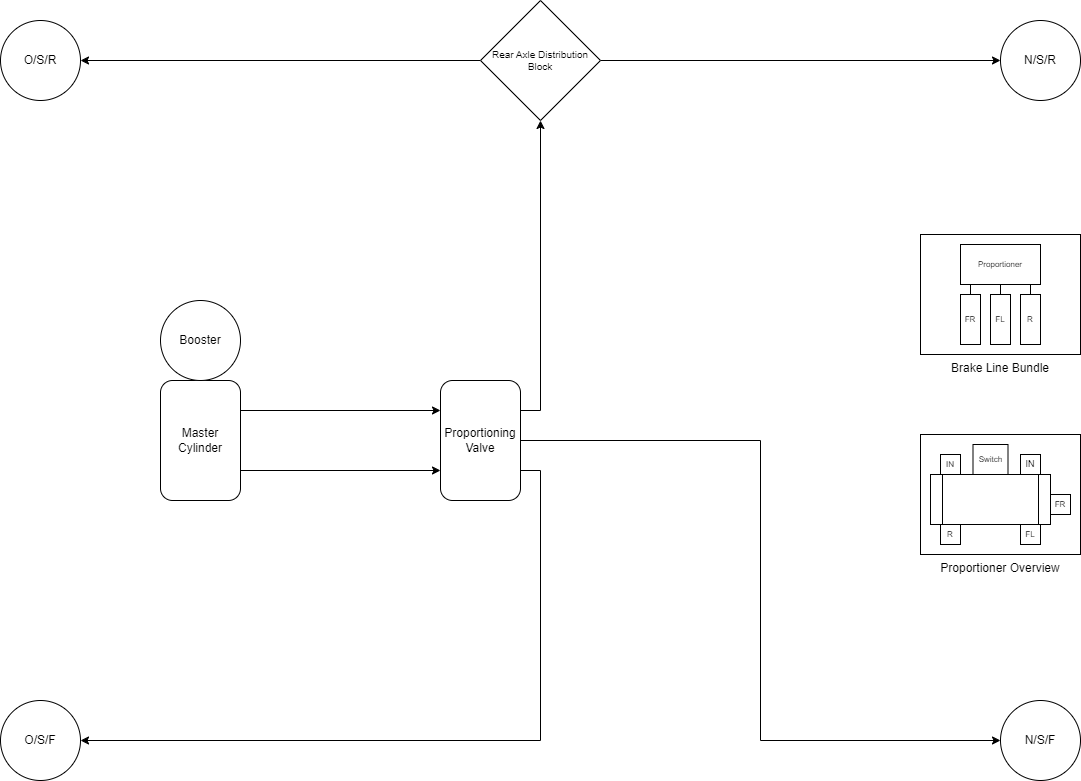 O/S/R
Rear Axle Distribution
Block
N/S/R
Proportioner
FR
FL
R
Brake Line Bundle
Booster
Master
Cylinder
Proportioning
Valve
IN
Switch
IN
FR
R
FL
Proportioner Overview
O/S/F
N/S/F